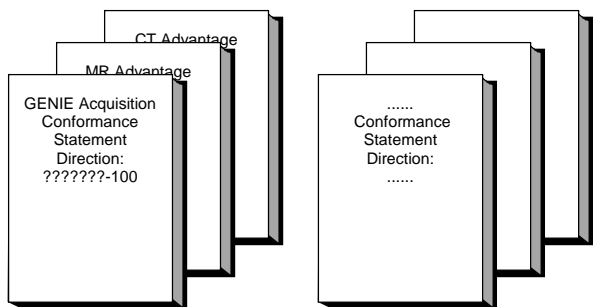 CT Advantage
MR Advantage
GENIE Acquisition
Conformance
Statement
Direction:
???????-100
......
Conformance
Statement
Direction:
......